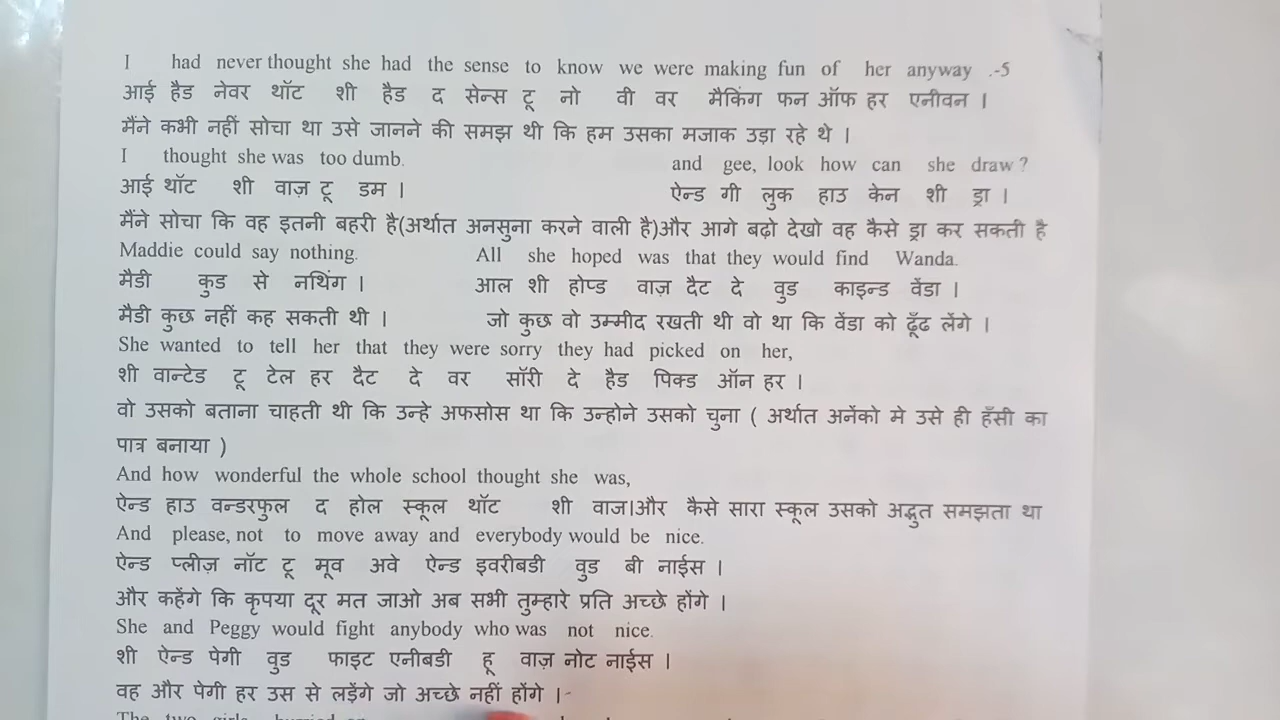 I had never thought she had the sense to know we were making fun of her anyway .-5
आई हैड नेवर थॉट शी हैड द सेन्स टू नो वी वर मैकिंग फन ऑफ हर एनीवन ।
मैंने कभी नहीं सोचा था उसे जानने की समझ थी कि हम उसका मजाक उड़ा रहे थे ।
I thought she was too dumb. and gee, look how can she draw ?
आई थॉट शी वाज़ टू डम । ऐन्ड गी लुक हाउ केन शी ड्रा ।
मैंने सोचा कि वह इतनी बहरी है(अर्थात अनसुना करने वाली है)और आगे बढ़ो देखो वह कैसे ड्रा कर सकती है
Maddie could say nothing. All she hoped was that they would find Wanda.
मैडी कुड से नथिंग । आल शी होप्ड वाज़ दैट दे वुड काइन्ड वेंडा ।
मैडी कुछ नहीं कह सकती थी । जो कुछ वो उम्मीद रखती थी वो था कि वेंडा को ढूँढ लेंगे ।
She wanted to tell her that they were sorry they had picked on her,
शी वान्टेड टू टेल हर दैट दे वर सॉरी दे हैड पिक्ड ऑन हर ।
वो उसको बताना चाहती थी कि उन्हे अफसोस था कि उन्होने उसको चुना ( अर्थात अनेंको मे उसे ही हँसी का
पात्र बनाया )
And how wonderful the whole school thought she was,
ऐन्ड हाउ वन्डरफुल द होल स्कूल थॉट शी वाज।और कैसे सारा स्कूल उसको अद्भुत समझता था
And please, not to move away and everybody would be nice.
ऐन्ड प्लीज़ नॉट टू मूव अवे ऐन्ड इवरीबडी वुड बी नाईस ।
और कहेंगे कि कृपया दूर मत जाओ अब सभी तुम्हारे प्रति अच्छे होंगे ।
She and Peggy would fight anybody who was not nice.
शी ऐन्ड पेगी वुड फाइट एनीबडी हू वाज़ नोट नाईस ।
वह और पेगी हर उस से लड़ेंगे जो अच्छे नहीं होंगे ।-
The two girls